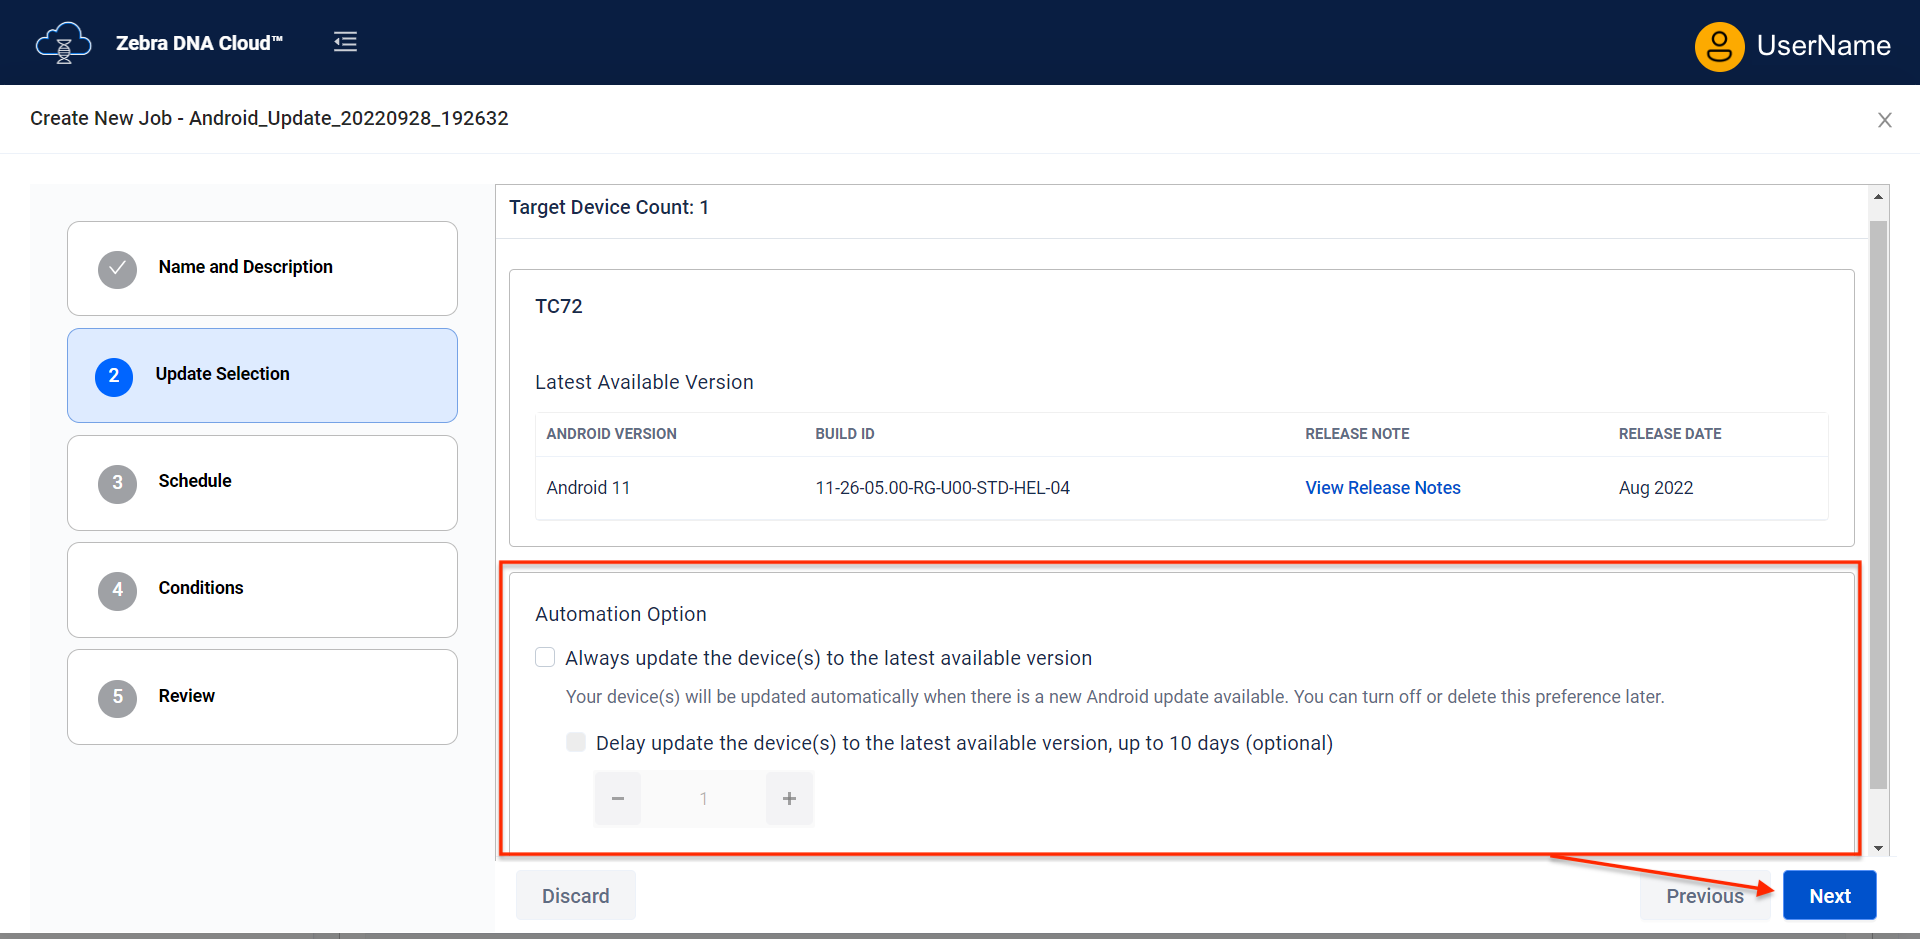 Zebra DNA Cloud™
UserName
Create New Job - Android_Update_20220928_192632
Name and Description
2 Update Selection
3 Schedule
4 Conditions
5 Review
Target Device Count: 1
TC72
Latest Available Version
ANDROID VERSION BUILD ID RELEASE NOTE RELEASE DATE
Android 11 11-26-05.00-RG-U00-STD-HEL-04 View Release Notes Aug 2022
Automation Option
Always update the device(s) to the latest available version
Your device(s) will be updated automatically when there is a new Android update available. You can turn off or delete this preference later.
Delay update the device(s) to the latest available version, up to 10 days (optional)
− 1 +
Discard Previous Next